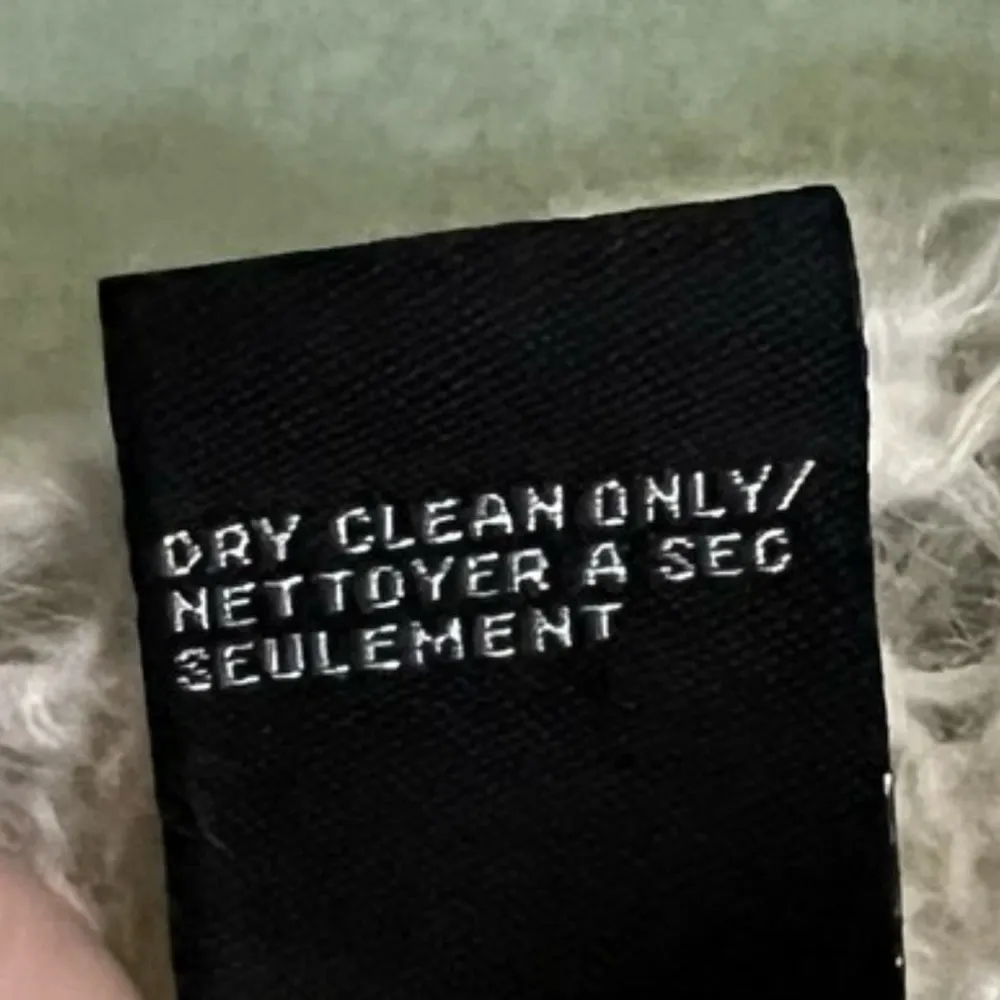 DRY CLEAN ONLY/
NETTOYER A SEC
SEULEMENT